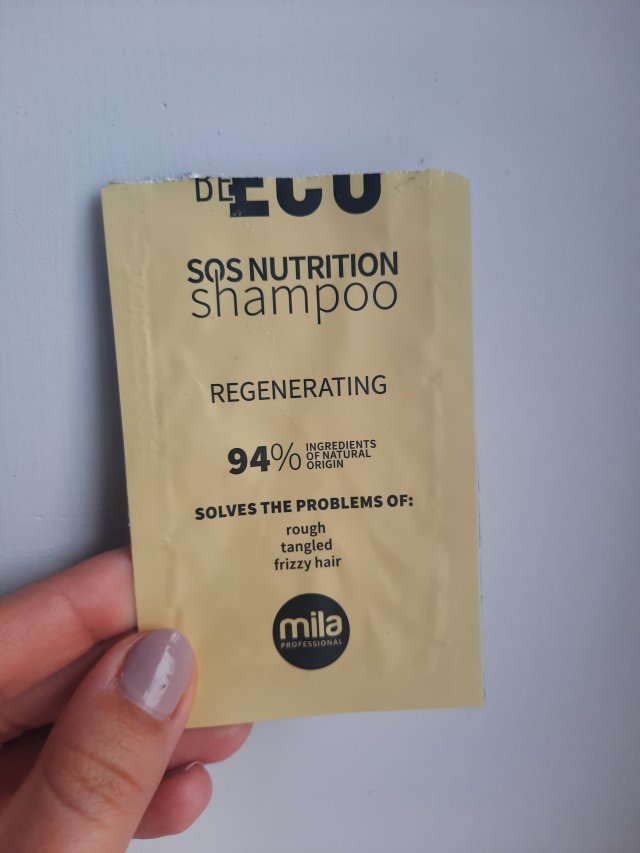 BE ECO
SOS NUTRITION
shampoo
REGENERATING
94% INGREDIENTS
OF NATURAL
ORIGIN
SOLVES THE PROBLEMS OF:
rough
tangled
frizzy hair
mila
PROFESSIONAL